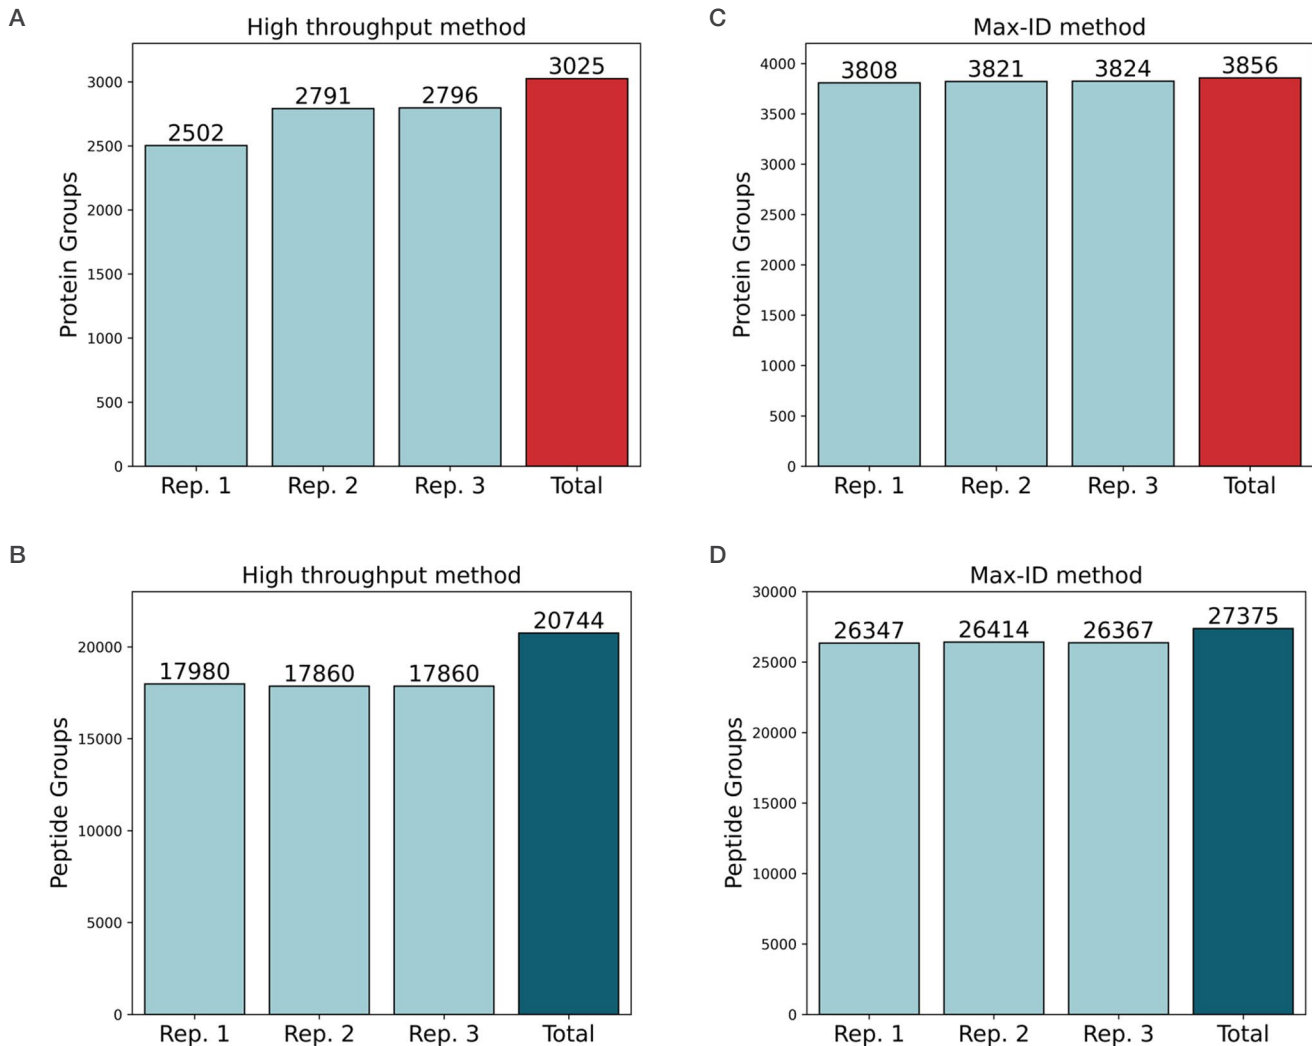 A
High throughput method
Protein Groups
3000
2500
2000
1500
1000
500
0
2502
2791
2796
3025
Rep. 1
Rep. 2
Rep. 3
Total
C
Max-ID method
Protein Groups
4000
3500
3000
2500
2000
1500
1000
500
0
3808
3821
3824
3856
Rep. 1
Rep. 2
Rep. 3
Total
B
High throughput method
Peptide Groups
20000
15000
10000
5000
0
17980
17860
17860
20744
Rep. 1
Rep. 2
Rep. 3
Total
D
Max-ID method
Peptide Groups
30000
25000
20000
15000
10000
5000
0
26347
26414
26367
27375
Rep. 1
Rep. 2
Rep. 3
Total